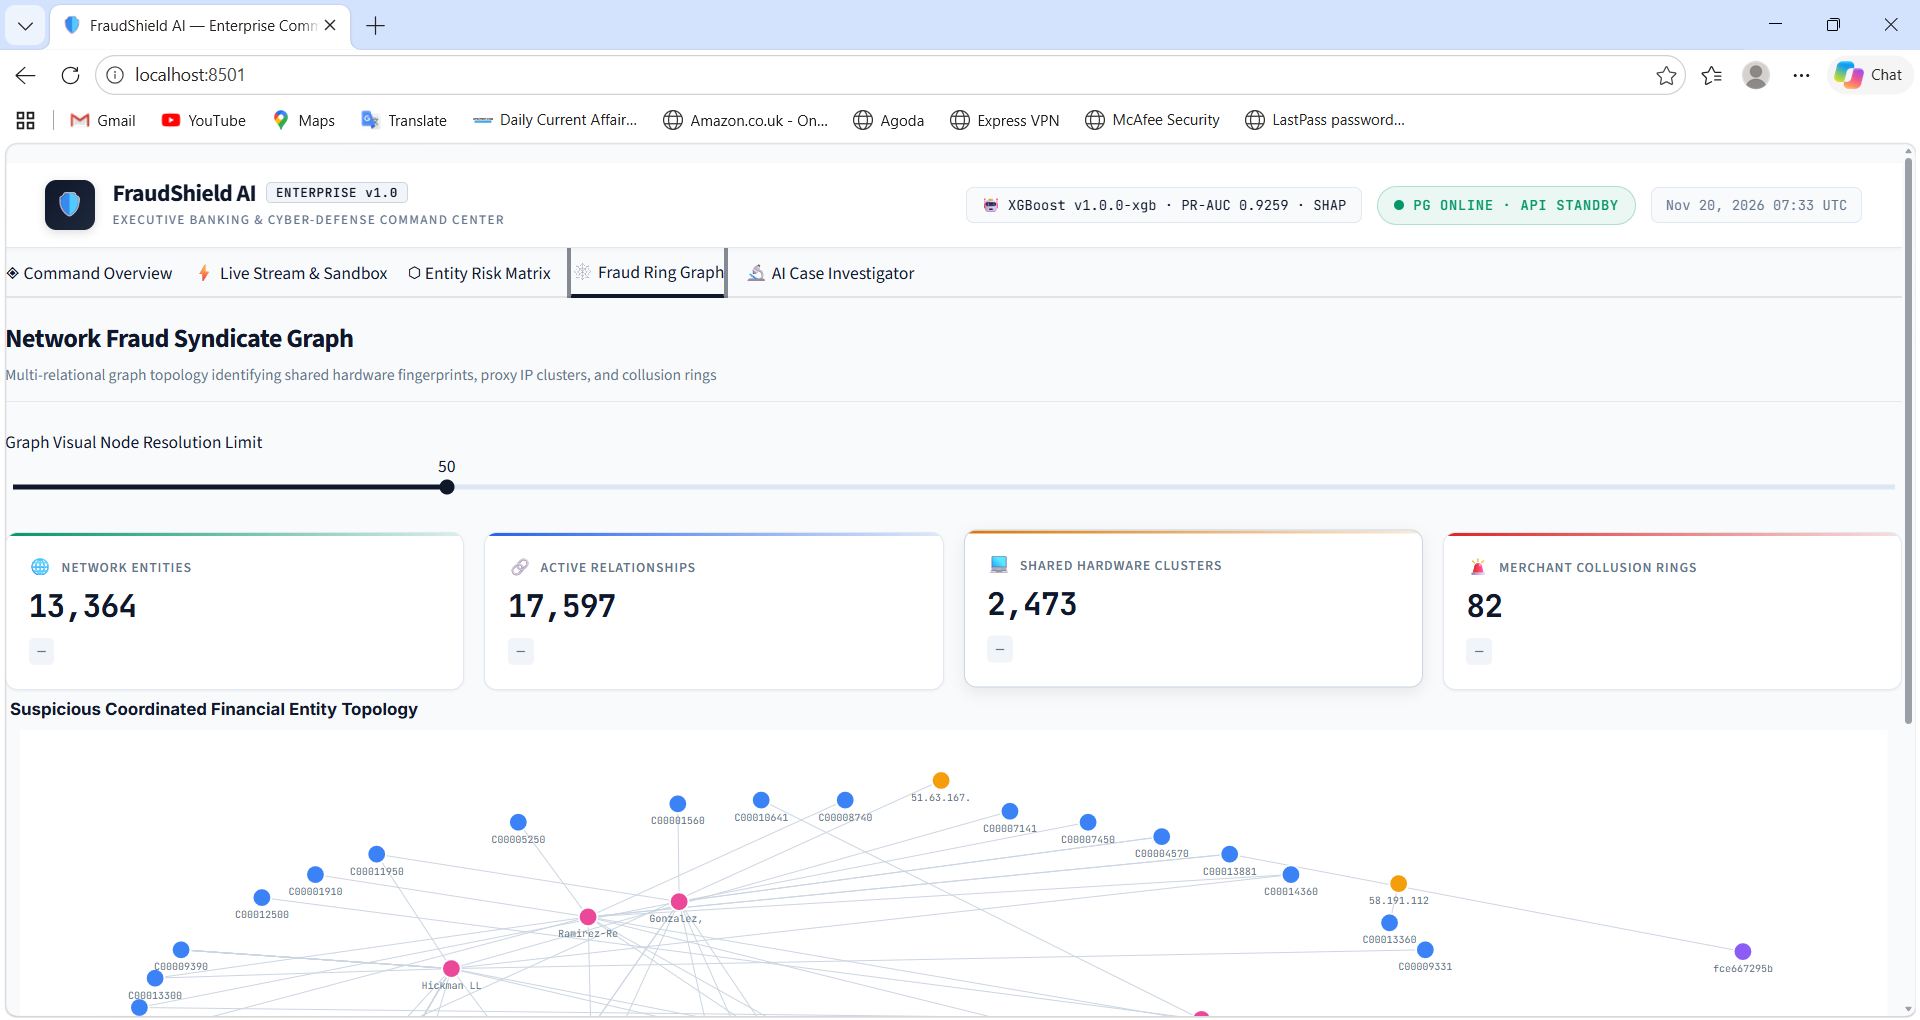 FraudShield AI — Enterprise Comm
localhost:8501
Chat
Gmail
YouTube
Maps
Translate
Daily Current Affair...
Amazon.co.uk - On...
Agoda
Express VPN
McAfee Security
LastPass password...
FraudShield AI
ENTERPRISE v1.0
EXECUTIVE BANKING & CYBER-DEFENSE COMMAND CENTER
XGBoost v1.0.0-xgb · PR-AUC 0.9259 · SHAP
PG ONLINE · API STANDBY
Nov 20, 2026 07:33 UTC
Command Overview
Live Stream & Sandbox
Entity Risk Matrix
Fraud Ring Graph
AI Case Investigator
Network Fraud Syndicate Graph
Multi-relational graph topology identifying shared hardware fingerprints, proxy IP clusters, and collusion rings
Graph Visual Node Resolution Limit
50
NETWORK ENTITIES
13,364
—
ACTIVE RELATIONSHIPS
17,597
—
SHARED HARDWARE CLUSTERS
2,473
—
MERCHANT COLLUSION RINGS
82
—
Suspicious Coordinated Financial Entity Topology
51.63.167.
C00001560
C00010641
C00008740
C00005250
C00007141
C00007450
C00004570
C00011950
C00013881
C00001910
C00014360
58.191.112
C00012500
Gonzalez,
Ramirez-Re
C00013360
C00009390
C00009331
fce667295b
Hickman LL
C00013300